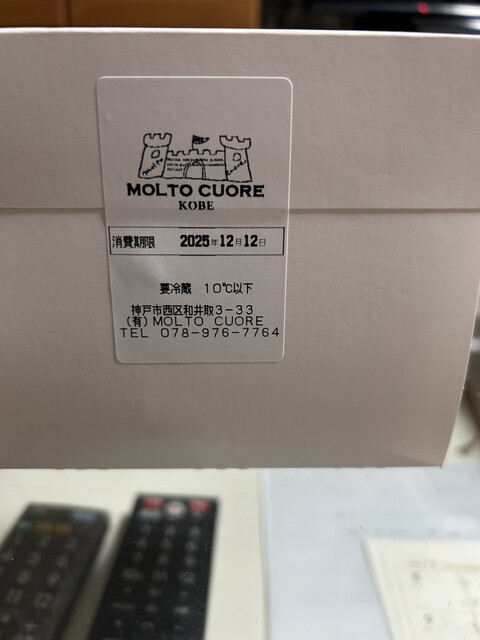 Molto
Cuore
MOLTO CUORE
KOBE
消費期限 2025年12月12日
要冷蔵 10℃以下
神戸市西区和井取3-33
(有)MOLTO CUORE
TEL 078-976-7764